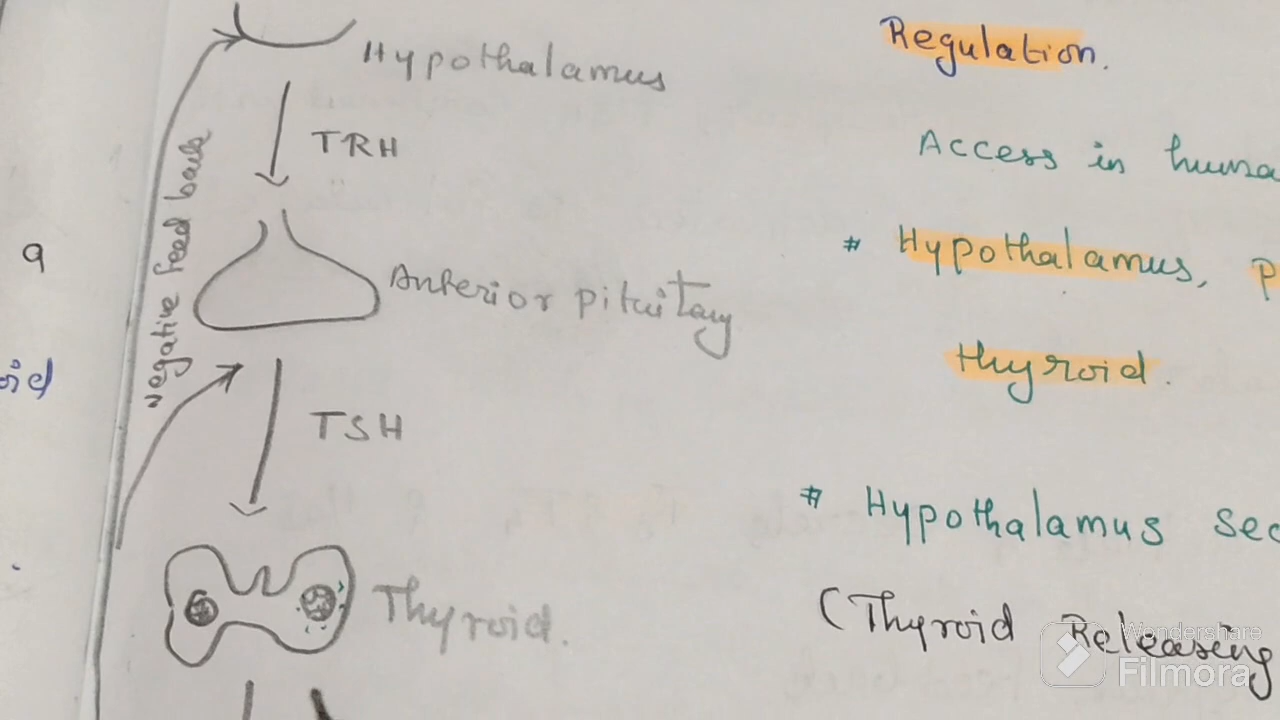 Hypothalamus
TRH
Negative feed back
Anterior pituitary
TSH
Thyroid.
9
Regulation.
Access in huma
* Hypothalamus, P
thyroid.
* Hypothalamus sec
(Thyroid Releasing
Wondershare
Filmora